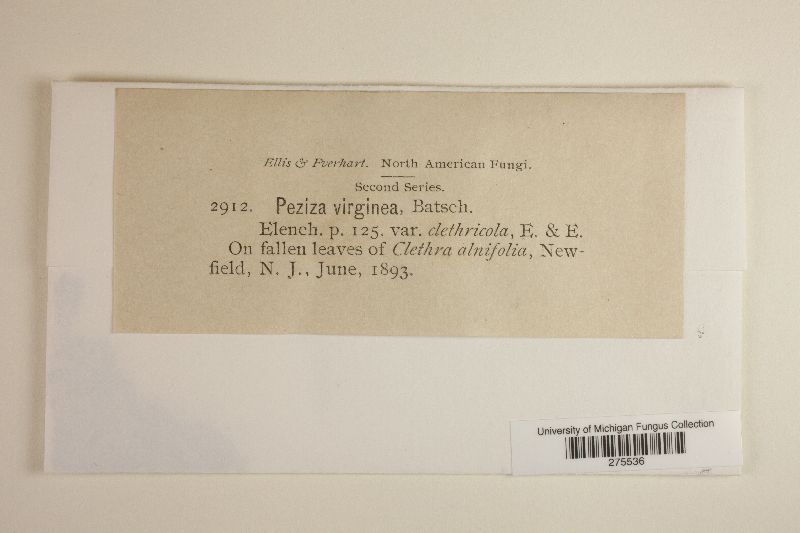 Ellis & Everhart. North American Fungi.
Second Series.
2912. Peziza virginea, Batsch.
Elench. p. 125. var. clethricola, E. & E.
On fallen leaves of Clethra alnifolia, New-
field, N. J., June, 1893.
University of Michigan Fungus Collection
275536